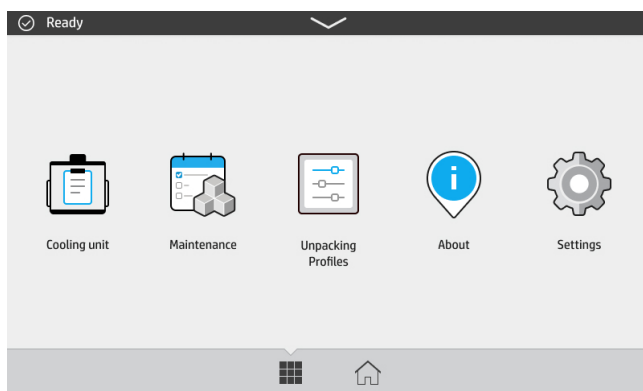 Ready
Cooling unit
Maintenance
Unpacking
Profiles
About
Settings